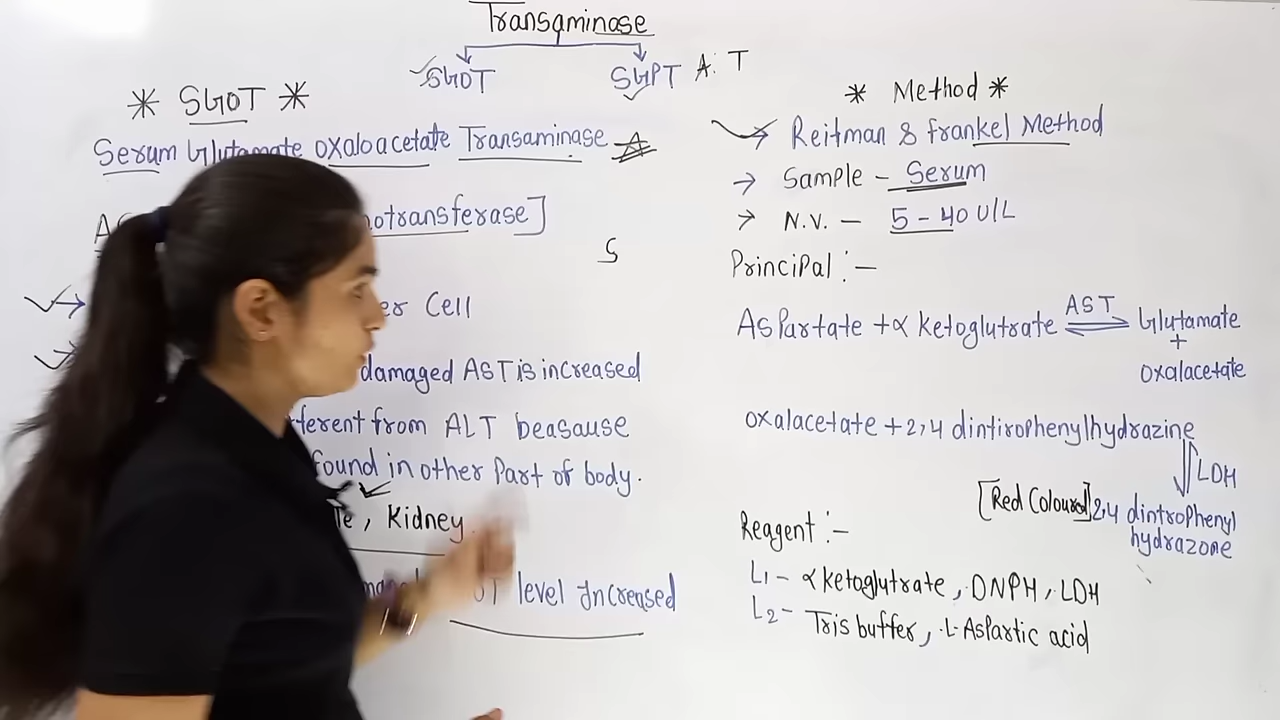 Transaminase
SGOT
SGPT A. T
* SGOT *
Serum Glutamate oxaloacetate Transaminase
otransferase]
S
er Cell
damaged AST is increased
ferent from ALT beasause
found in other Part of body.
, Kidney
level Increased
* Method *
→ Reitman & frankel Method
→ Sample - Serum
→ N.V. - 5 - 40 U/L
Principal :-
Aspartate + α ketoglutrate AST ⇌ Glutamate
+
oxalacetate
oxalacetate + 2,4 dintirophenylhydrazine
LDH
[Red Coloured] 2,4 dintrophenyl
hydrazone
Reagent :-
L1 - α ketoglutrate, DNPH, LDH
L2 - Tris buffer, L-Aspartic acid